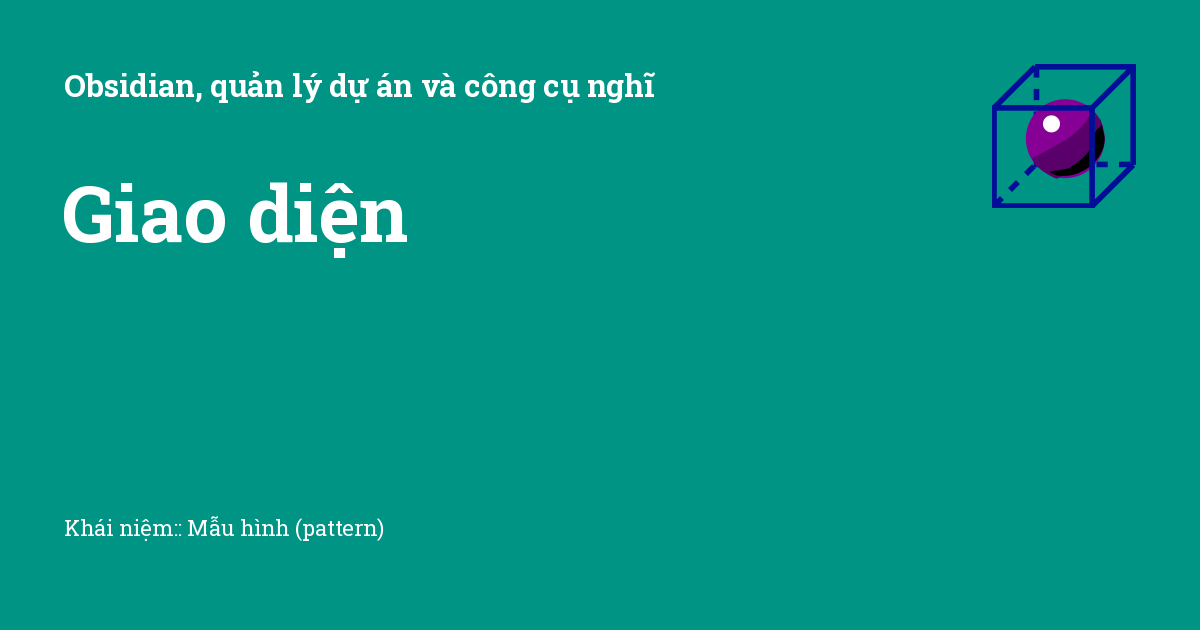 Obsidian, quản lý dự án và công cụ nghĩ
Giao diện
Khái niệm:: Mẫu hình (pattern)